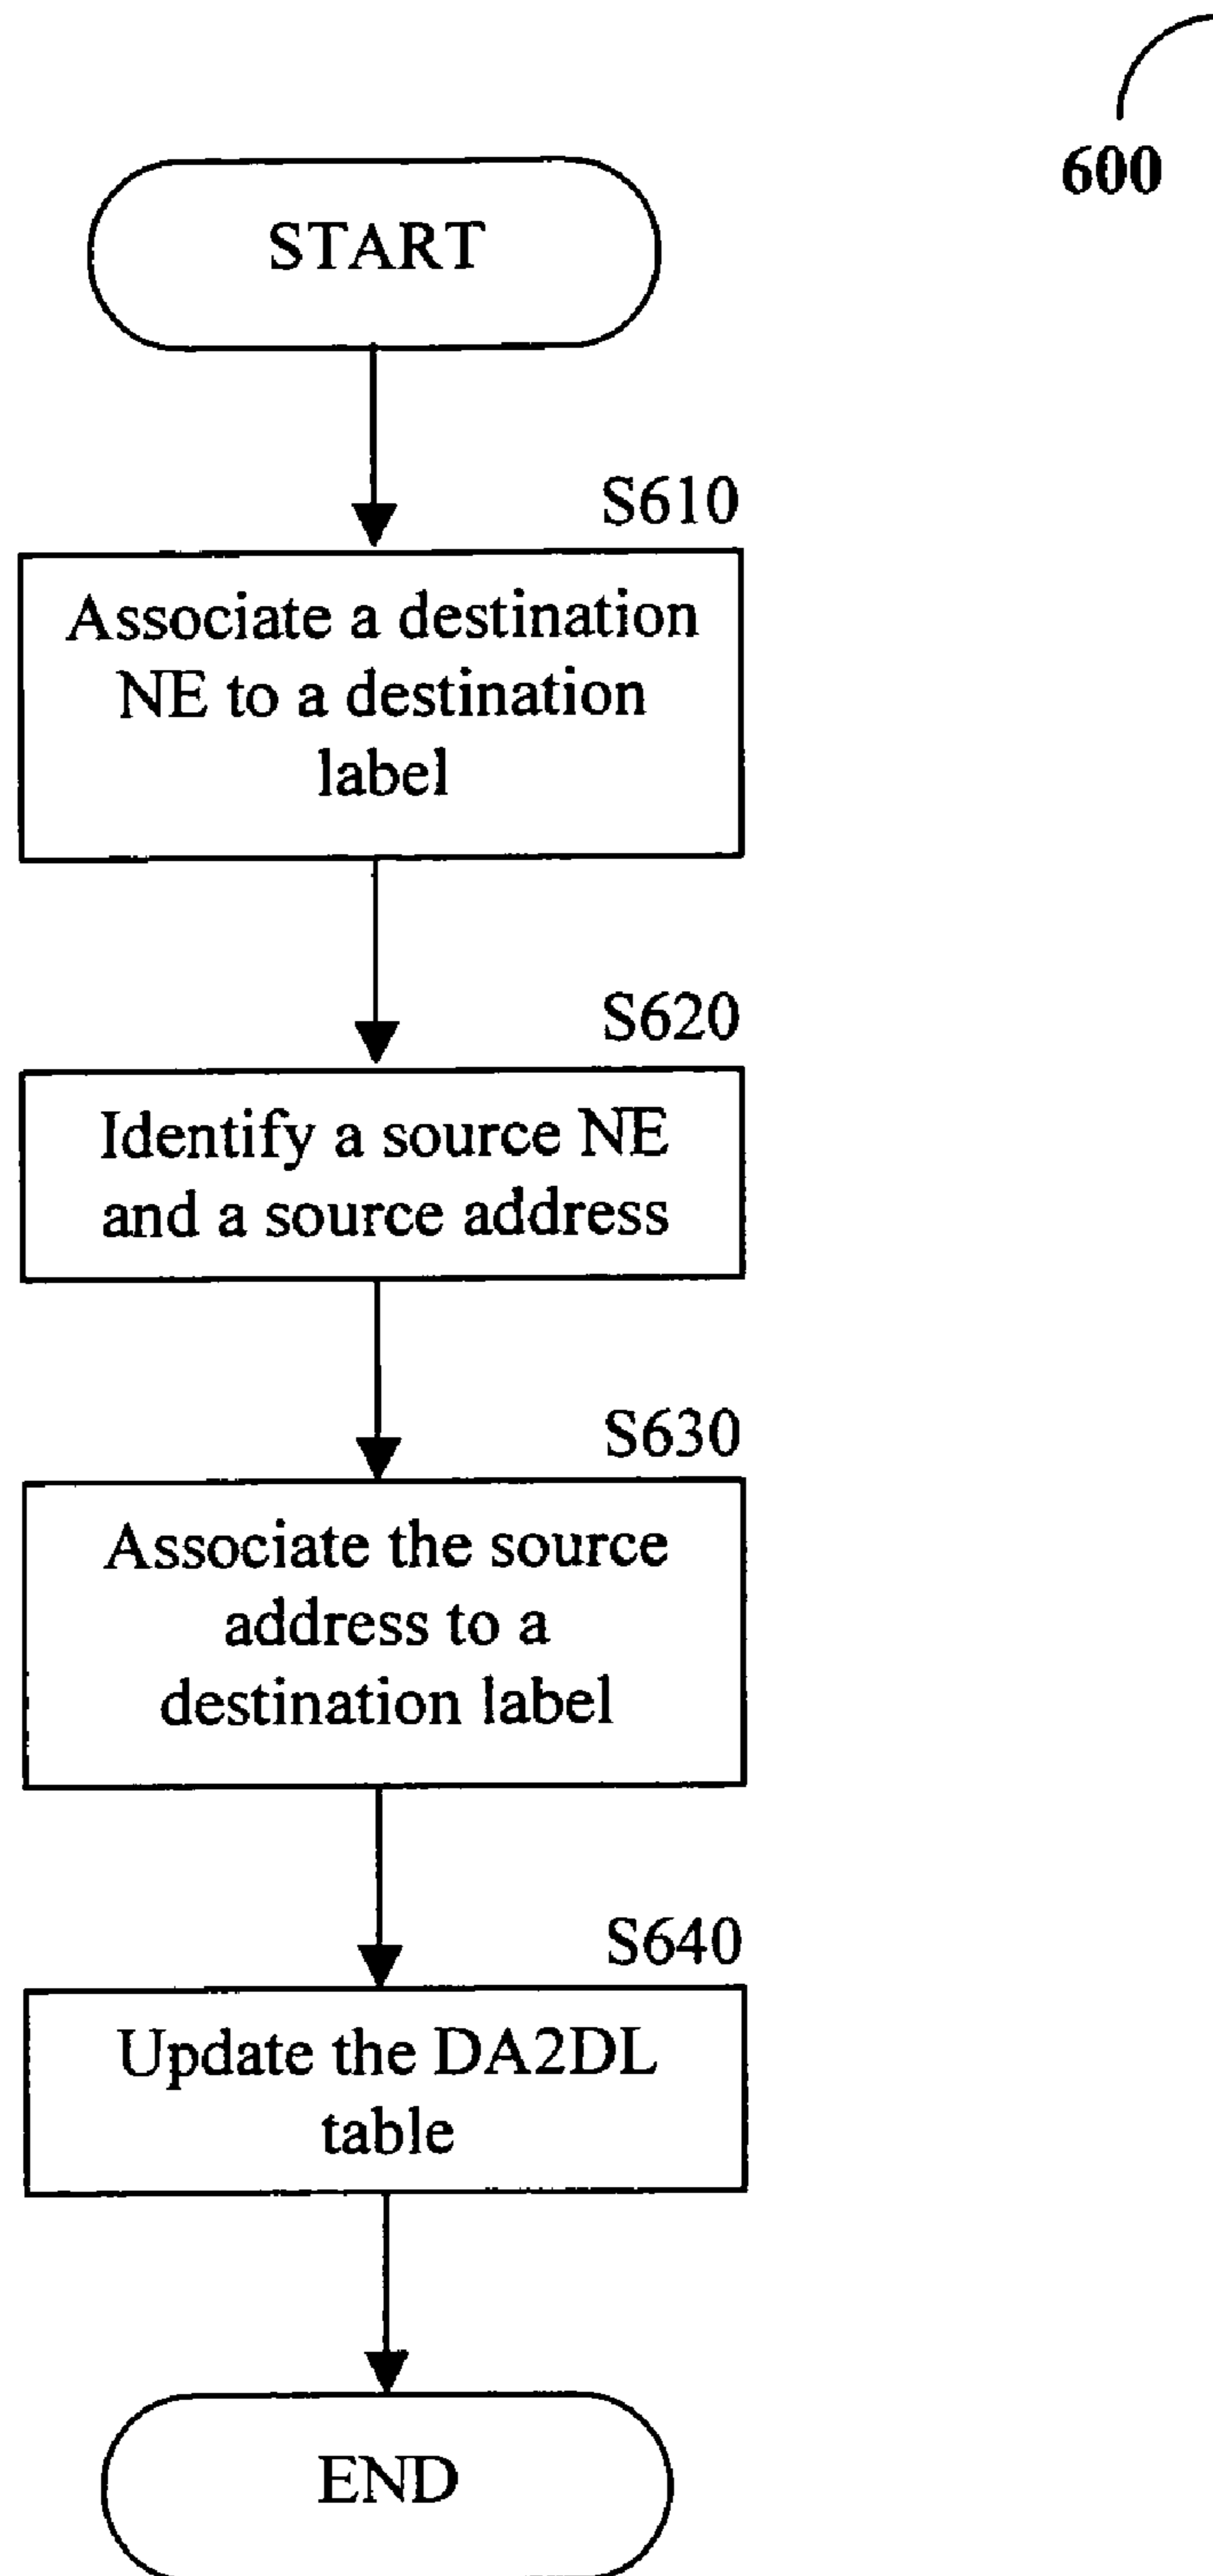 600
START
S610
Associate a destination
NE to a destination
label
S620
Identify a source NE
and a source address
S630
Associate the source
address to a
destination label
S640
Update the DA2DL
table
END